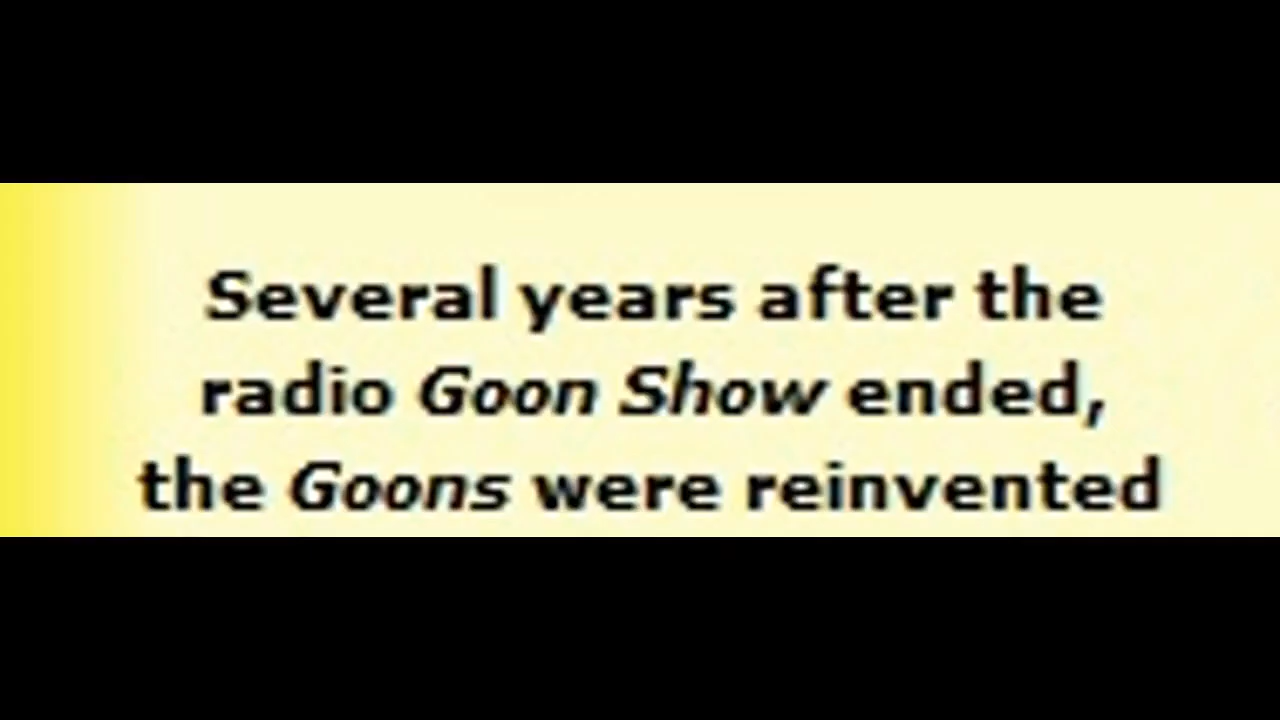 Several years after the
radio Goon Show ended,
the Goons were reinvented